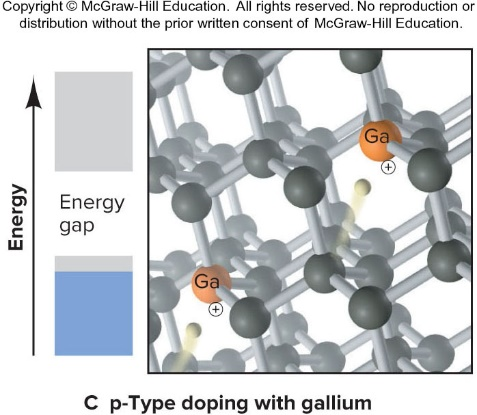 Copyright © McGraw-Hill Education. All rights reserved. No reproduction or
distribution without the prior written consent of McGraw-Hill Education.
Energy
Energy
gap
Ga
+
Ga
+
C p-Type doping with gallium